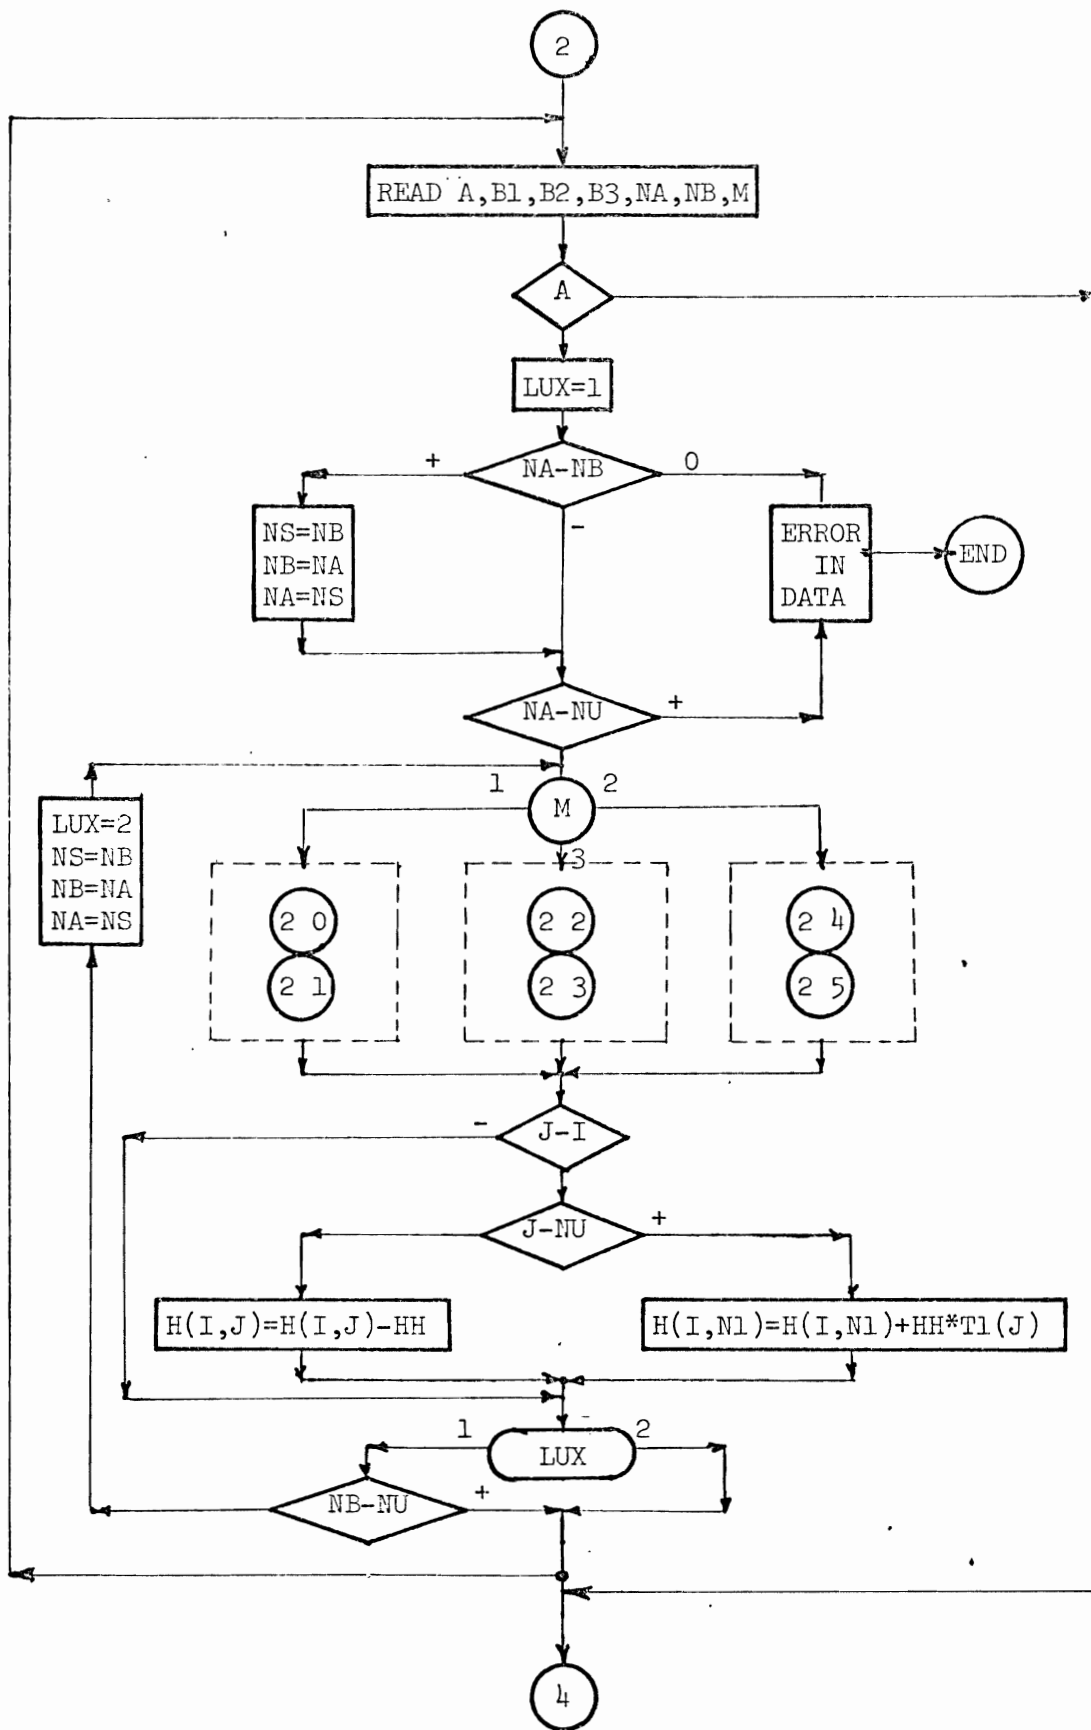 2
READ A,B1,B2,B3,NA,NB,M
A
LUX=1
+
NA-NB
0
-
NS=NB
NB=NA
NA=NS
ERROR
IN
DATA
END
NA-NU
+
1
M
2
3
LUX=2
NS=NB
NB=NA
NA=NS
2 0
2 1
2 2
2 3
2 4
2 5
-
J-I
J-NU
+
H(I,J)=H(I,J)-HH
H(I,N1)=H(I,N1)+HH*T1(J)
1
LUX
2
NB-NU
+
4